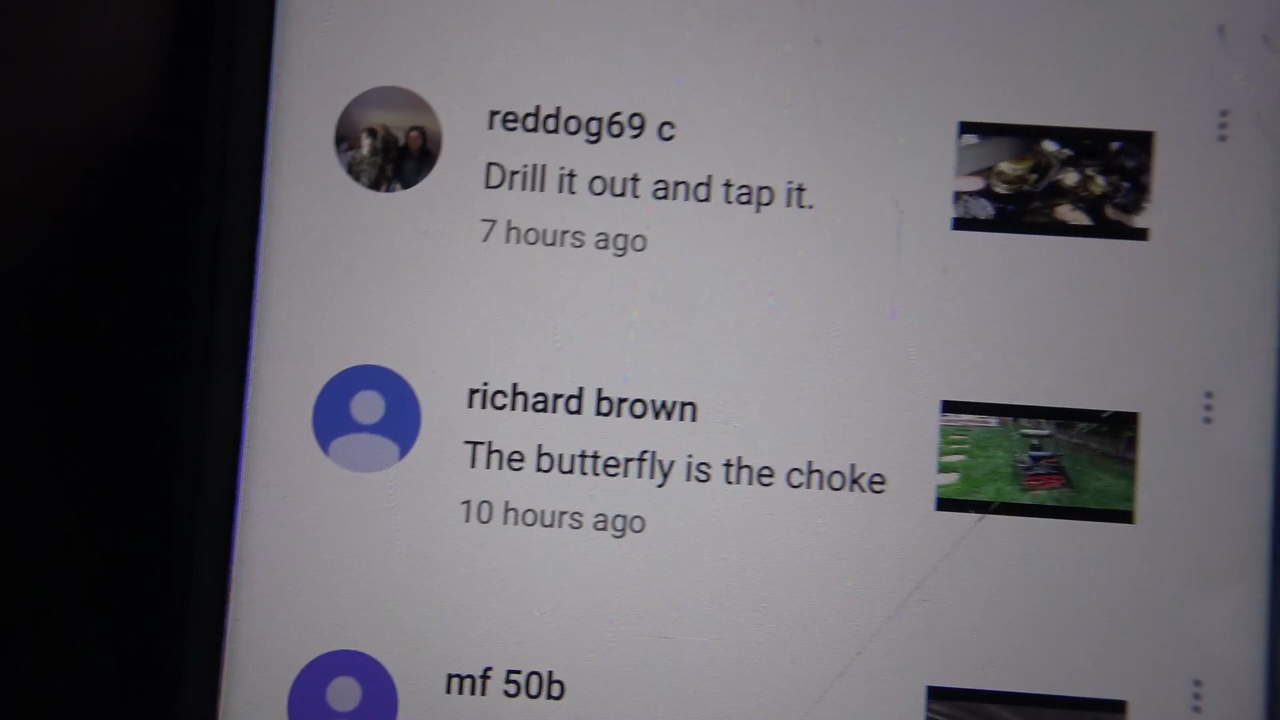 reddog69 c
Drill it out and tap it.
7 hours ago
richard brown
The butterfly is the choke
10 hours ago
mf 50b